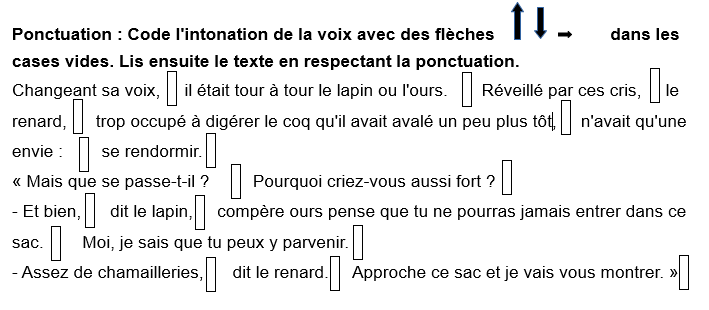 Ponctuation : Code l'intonation de la voix avec des flèches dans les
cases vides. Lis ensuite le texte en respectant la ponctuation.
Changeant sa voix, il était tour à tour le lapin ou l'ours. Réveillé par ces cris, le
renard, trop occupé à digérer le coq qu'il avait avalé un peu plus tôt, n'avait qu'une
envie : se rendormir.
« Mais que se passe-t-il ? Pourquoi criez-vous aussi fort ?
- Et bien, dit le lapin, compère ours pense que tu ne pourras jamais entrer dans ce
sac. Moi, je sais que tu peux y parvenir.
- Assez de chamailleries, dit le renard. Approche ce sac et je vais vous montrer. »